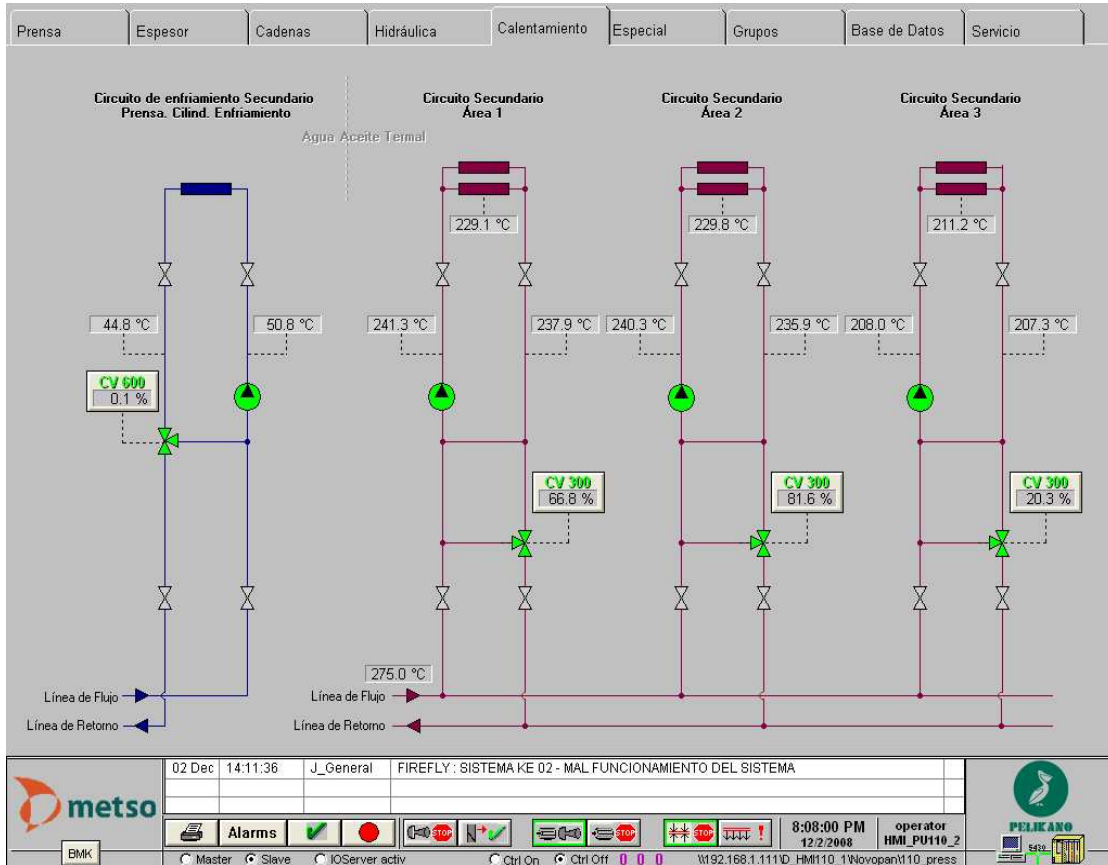 Prensa Espesor Cadenas Hidráulica Calentamiento Especial Grupos Base de Datos Servicio
Circuito de enfriamiento Secundario
Prensa. Cilind. Enfriamiento
Circuito Secundario
Área 1
Circuito Secundario
Área 2
Circuito Secundario
Área 3
Agua Aceite Termal
229.1 °C 229.8 °C 211.2 °C
44.8 °C 50.8 °C 241.3 °C 237.9 °C 240.3 °C 235.9 °C 208.0 °C 207.3 °C
CV 600
0.1 %
CV 300
66.8 %
CV 300
81.6 %
CV 300
20.3 %
275.0 °C
Línea de Flujo Línea de Flujo
Línea de Retorno Línea de Retorno
02 Dec 14:11:36 J_General FIREFLY : SISTEMA KE 02 - MAL FUNCIONAMIENTO DEL SISTEMA
metso
BMK
Alarms
STOP
N
STOP
STOP
!
8:08:00 PM
12/2/2008
operator
HMI_PU110_2
PELIKANO
S430
Master Slave IOServer activ Ctrl On Ctrl Off 0 0 0 \\192.168.1.111\D_HMI110_1\Novopan\110_press